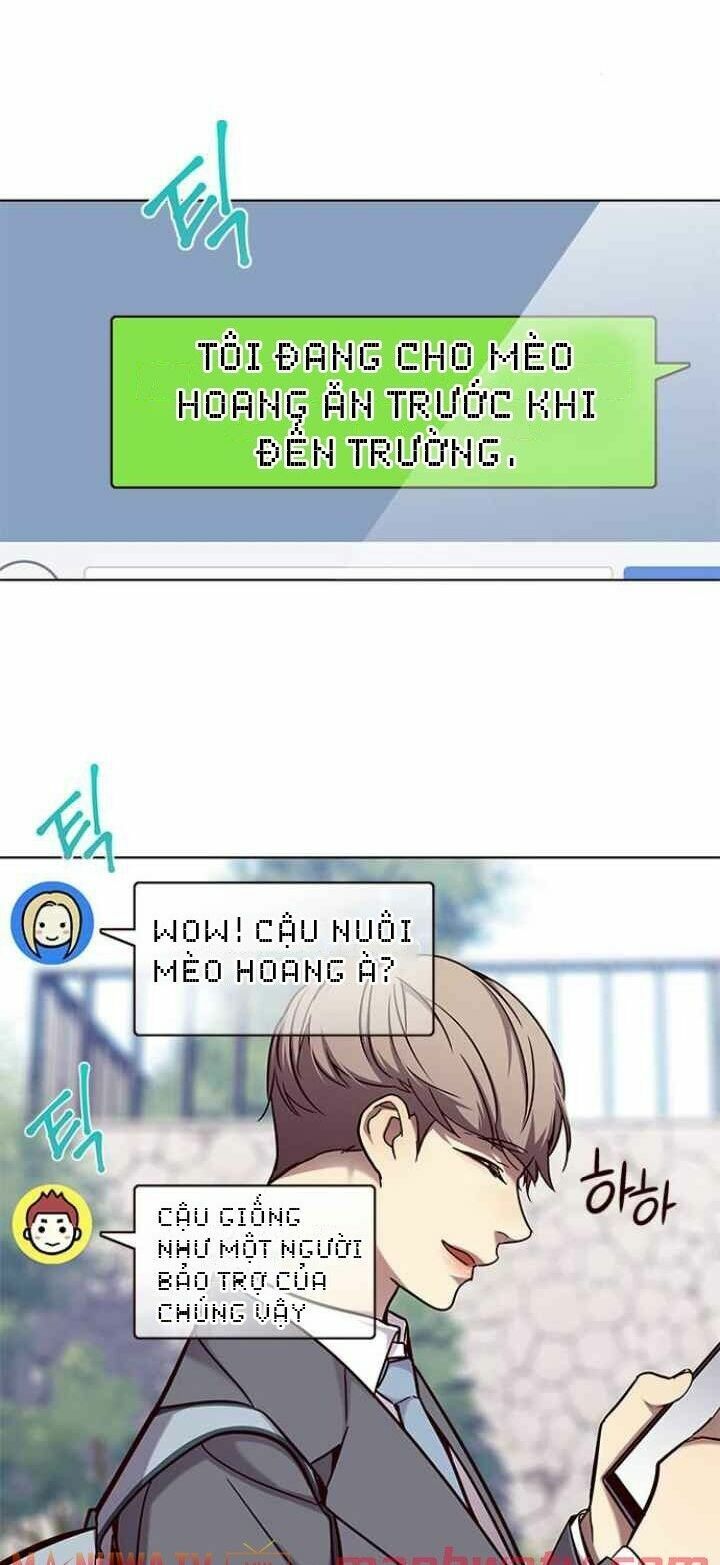 틱
TÔI ĐANG CHO MÈO
HOANG ĂN TRƯỚC KHI
ĐẾN TRƯỜNG.
틱
WOW! CẬU NUÔI
MÈO HOANG À?
틱
하하
CẬU GIỐNG
NHƯ MỘT NGƯỜI
BẢO TRỢ CỦA
CHÚNG VẬY